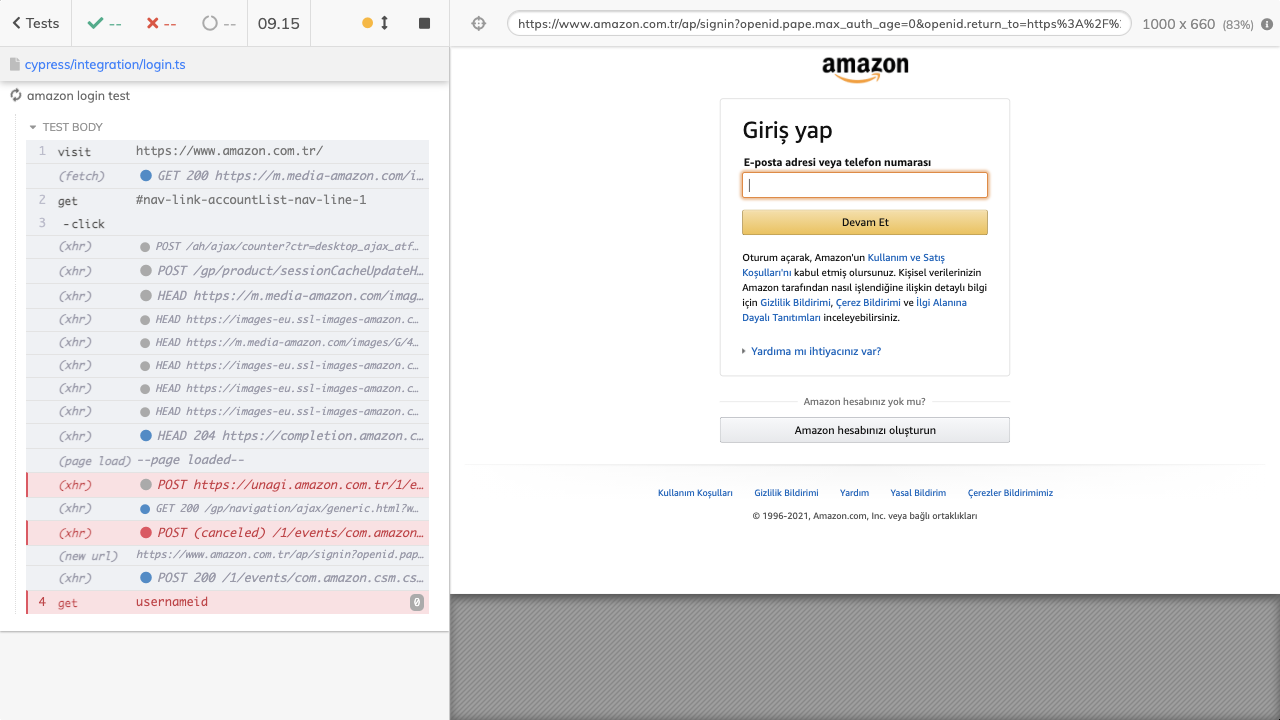 Tests
--
--
--
09.15
https://www.amazon.com.tr/ap/signin?openid.pape.max_auth_age=0&openid.return_to=https%3A%2F%
1000 x 660 (83%)
cypress/integration/login.ts
amazon login test
TEST BODY
1 visit https://www.amazon.com.tr/
(fetch) GET 200 https://m.media-amazon.com/i…
2 get #nav-link-accountList-nav-line-1
3 -click
(xhr) POST /ah/ajax/counter?ctr=desktop_ajax_atf…
(xhr) POST /gp/product/sessionCacheUpdateH…
(xhr) HEAD https://m.media-amazon.com/imag…
(xhr) HEAD https://images-eu.ssl-images-amazon.c…
(xhr) HEAD https://m.media-amazon.com/images/G/4…
(xhr) HEAD https://images-eu.ssl-images-amazon.c…
(xhr) HEAD https://images-eu.ssl-images-amazon.c…
(xhr) HEAD https://images-eu.ssl-images-amazon.c…
(xhr) HEAD 204 https://completion.amazon.c…
(page load) --page loaded--
(xhr) POST https://unagi.amazon.com.tr/1/e…
(xhr) GET 200 /gp/navigation/ajax/generic.html?w…
(xhr) POST (canceled) /1/events/com.amazon…
(new url) https://www.amazon.com.tr/ap/signin?openid.pap…
(xhr) POST 200 /1/events/com.amazon.csm.cs…
4 get usernameid 0
amazon
Giriş yap
E-posta adresi veya telefon numarası
Devam Et
Oturum açarak, Amazon'un Kullanım ve Satış
Koşulları'nı kabul etmiş olursunuz. Kişisel verilerinizin
Amazon tarafından nasıl işlendiğine ilişkin detaylı bilgi
için Gizlilik Bildirimi, Çerez Bildirimi ve İlgi Alanına
Dayalı Tanıtımları inceleyebilirsiniz.
Yardıma mı ihtiyacınız var?
Amazon hesabınız yok mu?
Amazon hesabınızı oluşturun
Kullanım Koşulları Gizlilik Bildirimi Yardım Yasal Bildirim Çerezler Bildirimimiz
© 1996-2021, Amazon.com, Inc. veya bağlı ortaklıkları